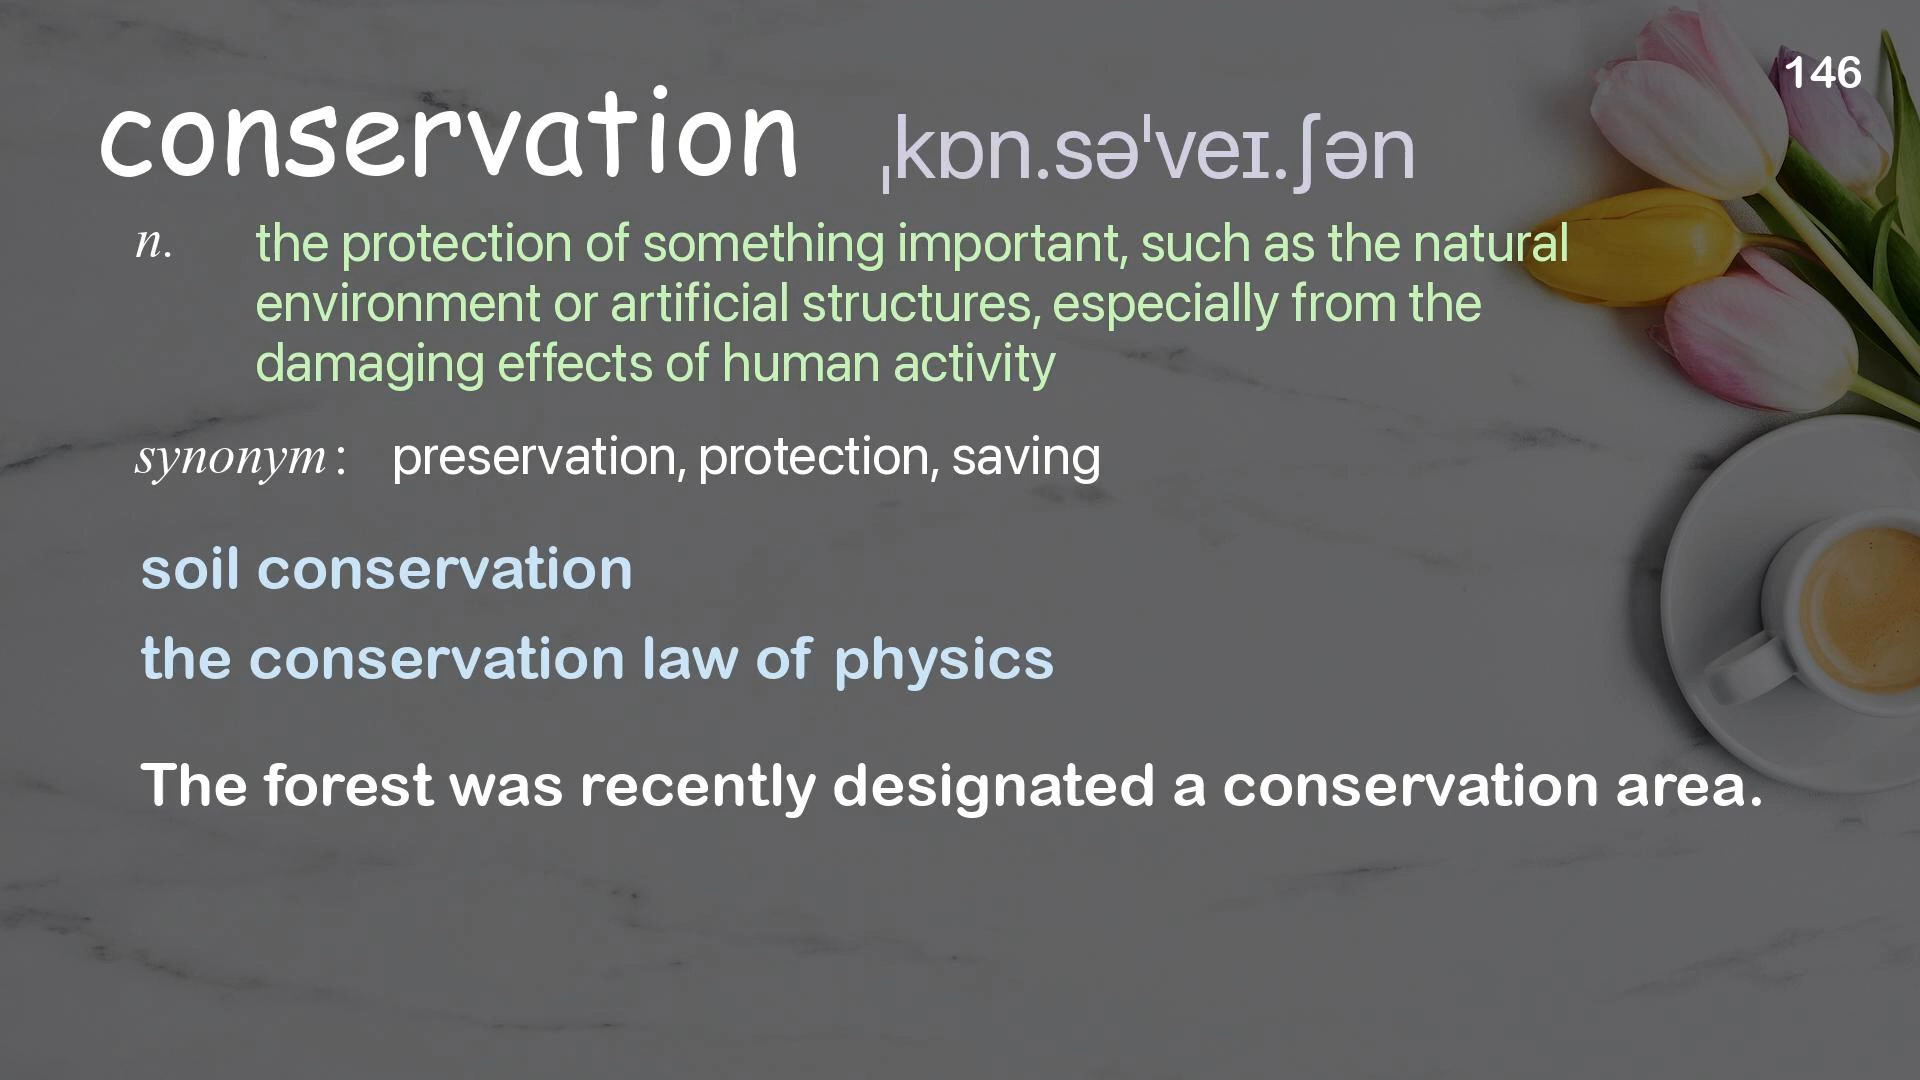 146
conservation ˌkɒn.səˈveɪ.ʃən
n. the protection of something important, such as the natural
environment or artificial structures, especially from the
damaging effects of human activity
synonym: preservation, protection, saving
soil conservation
the conservation law of physics
The forest was recently designated a conservation area.